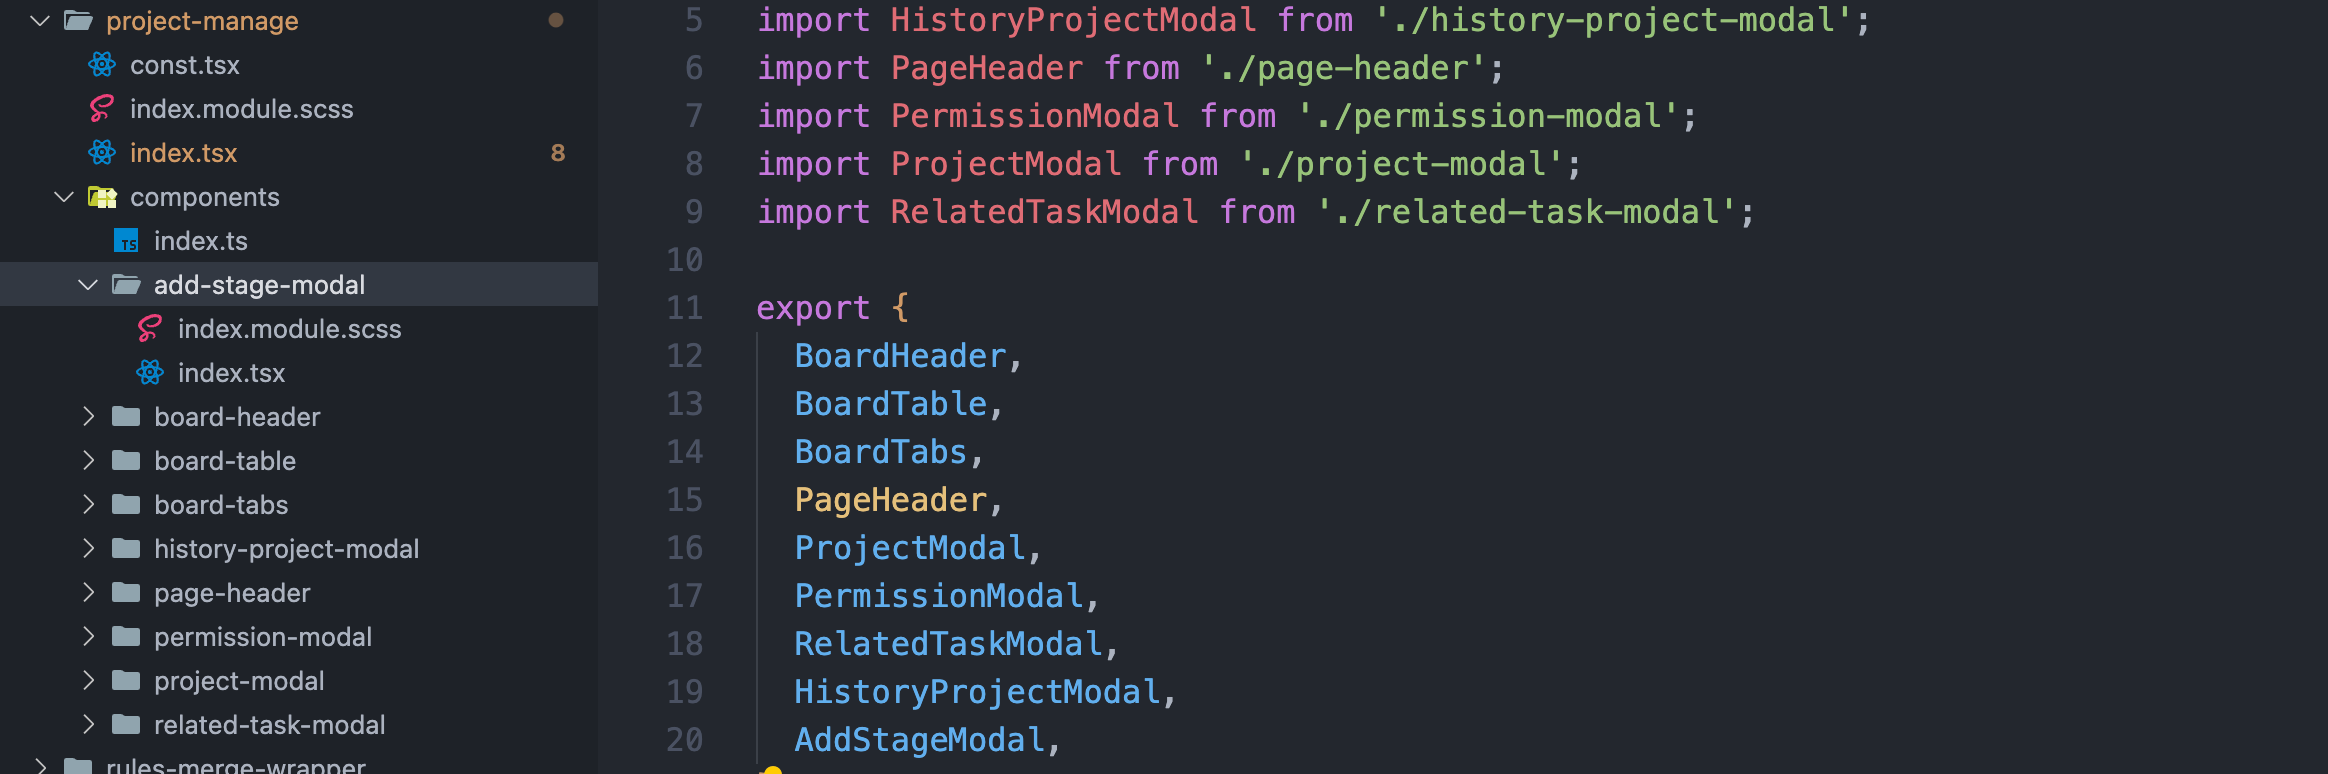 project-manage
const.tsx
index.module.scss
index.tsx 8
components
index.ts
add-stage-modal
index.module.scss
index.tsx
board-header
board-table
board-tabs
history-project-modal
page-header
permission-modal
project-modal
related-task-modal
rules-merge-wrapper
5 import HistoryProjectModal from './history-project-modal';
6 import PageHeader from './page-header';
7 import PermissionModal from './permission-modal';
8 import ProjectModal from './project-modal';
9 import RelatedTaskModal from './related-task-modal';
10
11 export {
12 BoardHeader,
13 BoardTable,
14 BoardTabs,
15 PageHeader,
16 ProjectModal,
17 PermissionModal,
18 RelatedTaskModal,
19 HistoryProjectModal,
20 AddStageModal,